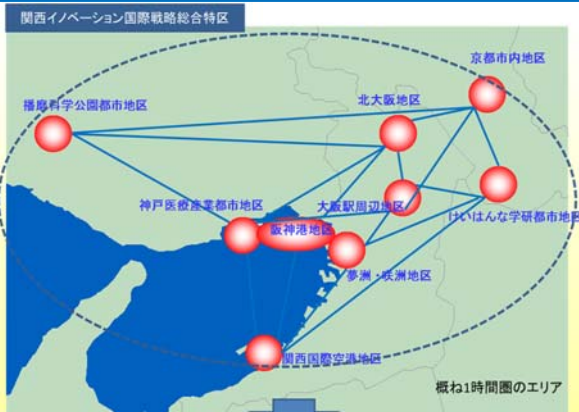 関西イノベーション国際戦略総合特区
京都市内地区
北大阪地区
播磨科学公園都市地区
神戸医療産業都市地区
大阪駅周辺地区
けいはんな学研都市地区
阪神港地区
夢洲・咲洲地区
関西国際空港地区
概ね1時間圏のエリア